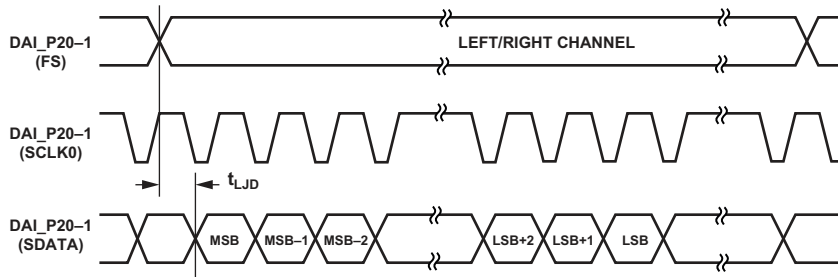 DAI_P20–1
(FS)
LEFT/RIGHT CHANNEL
DAI_P20–1
(SCLK0)
tLJD
DAI_P20–1
(SDATA)
MSB MSB–1 MSB–2 LSB+2 LSB+1 LSB